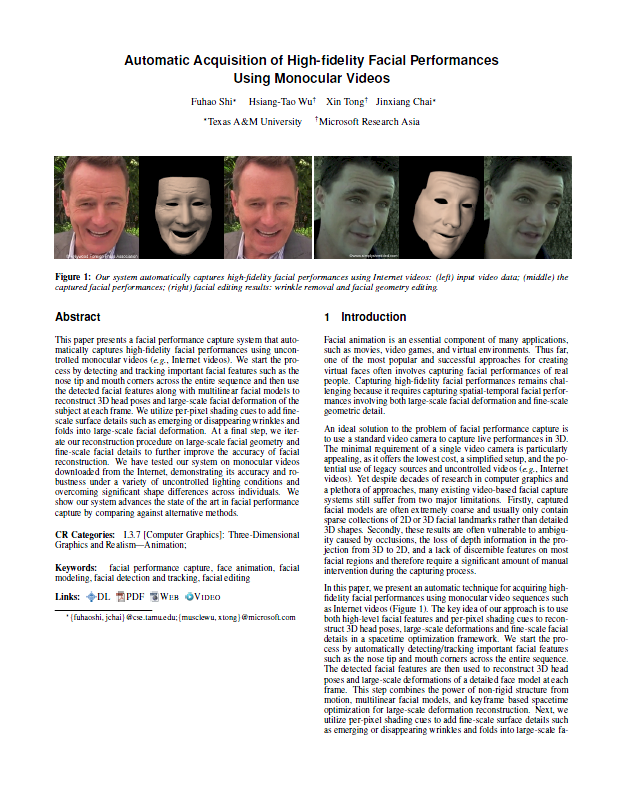 Automatic Acquisition of High-fidelity Facial Performances
Using Monocular Videos
Fuhao Shi⋆ Hsiang-Tao Wu† Xin Tong† Jinxiang Chai⋆
⋆Texas A&M University †Microsoft Research Asia
Figure 1: Our system automatically captures high-fidelity facial performances using Internet videos: (left) input video data; (middle) the
captured facial performances; (right) facial editing results: wrinkle removal and facial geometry editing.
Abstract
This paper presents a facial performance capture system that auto-
matically captures high-fidelity facial performances using uncon-
trolled monocular videos (e.g., Internet videos). We start the pro-
cess by detecting and tracking important facial features such as the
nose tip and mouth corners across the entire sequence and then use
the detected facial features along with multilinear facial models to
reconstruct 3D head poses and large-scale facial deformation of the
subject at each frame. We utilize per-pixel shading cues to add fine-
scale surface details such as emerging or disappearing wrinkles and
folds into large-scale facial deformation. At a final step, we iter-
ate our reconstruction procedure on large-scale facial geometry and
fine-scale facial details to further improve the accuracy of facial
reconstruction. We have tested our system on monocular videos
downloaded from the Internet, demonstrating its accuracy and ro-
bustness under a variety of uncontrolled lighting conditions and
overcoming significant shape differences across individuals. We
show our system advances the state of the art in facial performance
capture by comparing against alternative methods.
CR Categories: I.3.7 [Computer Graphics]: Three-Dimensional
Graphics and Realism—Animation;
Keywords: facial performance capture, face animation, facial
modeling, facial detection and tracking, facial editing
Links: DL PDF WEB VIDEO
⋆{fuhaoshi, jchai}@cse.tamu.edu;{musclewu, xtong}@microsoft.com
1 Introduction
Facial animation is an essential component of many applications,
such as movies, video games, and virtual environments. Thus far,
one of the most popular and successful approaches for creating
virtual faces often involves capturing facial performances of real
people. Capturing high-fidelity facial performances remains chal-
lenging because it requires capturing spatial-temporal facial perfor-
mances involving both large-scale facial deformation and fine-scale
geometric detail.
An ideal solution to the problem of facial performance capture is
to use a standard video camera to capture live performances in 3D.
The minimal requirement of a single video camera is particularly
appealing, as it offers the lowest cost, a simplified setup, and the po-
tential use of legacy sources and uncontrolled videos (e.g., Internet
videos). Yet despite decades of research in computer graphics and
a plethora of approaches, many existing video-based facial capture
systems still suffer from two major limitations. Firstly, captured
facial models are often extremely coarse and usually only contain
sparse collections of 2D or 3D facial landmarks rather than detailed
3D shapes. Secondly, these results are often vulnerable to ambigu-
ity caused by occlusions, the loss of depth information in the pro-
jection from 3D to 2D, and a lack of discernible features on most
facial regions and therefore require a significant amount of manual
intervention during the capturing process.
In this paper, we present an automatic technique for acquiring high-
fidelity facial performances using monocular video sequences such
as Internet videos (Figure 1). The key idea of our approach is to use
both high-level facial features and per-pixel shading cues to recon-
struct 3D head poses, large-scale deformations and fine-scale facial
details in a spacetime optimization framework. We start the pro-
cess by automatically detecting/tracking important facial features
such as the nose tip and mouth corners across the entire sequence.
The detected facial features are then used to reconstruct 3D head
poses and large-scale deformations of a detailed face model at each
frame. This step combines the power of non-rigid structure from
motion, multilinear facial models, and keyframe based spacetime
optimization for large-scale deformation reconstruction. Next, we
utilize per-pixel shading cues to add fine-scale surface details such
as emerging or disappearing wrinkles and folds into large-scale fa-